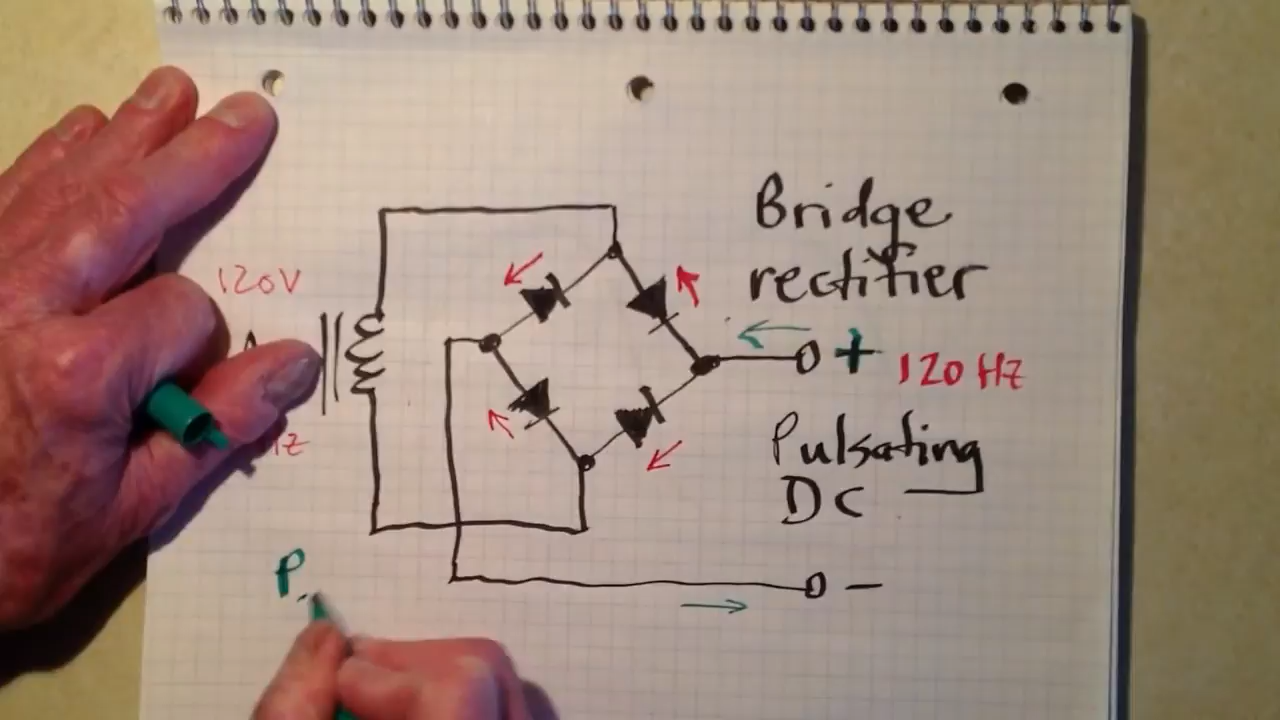 Bridge
rectifier
120V
+ 120 Hz
Pulsating
DC
−
P